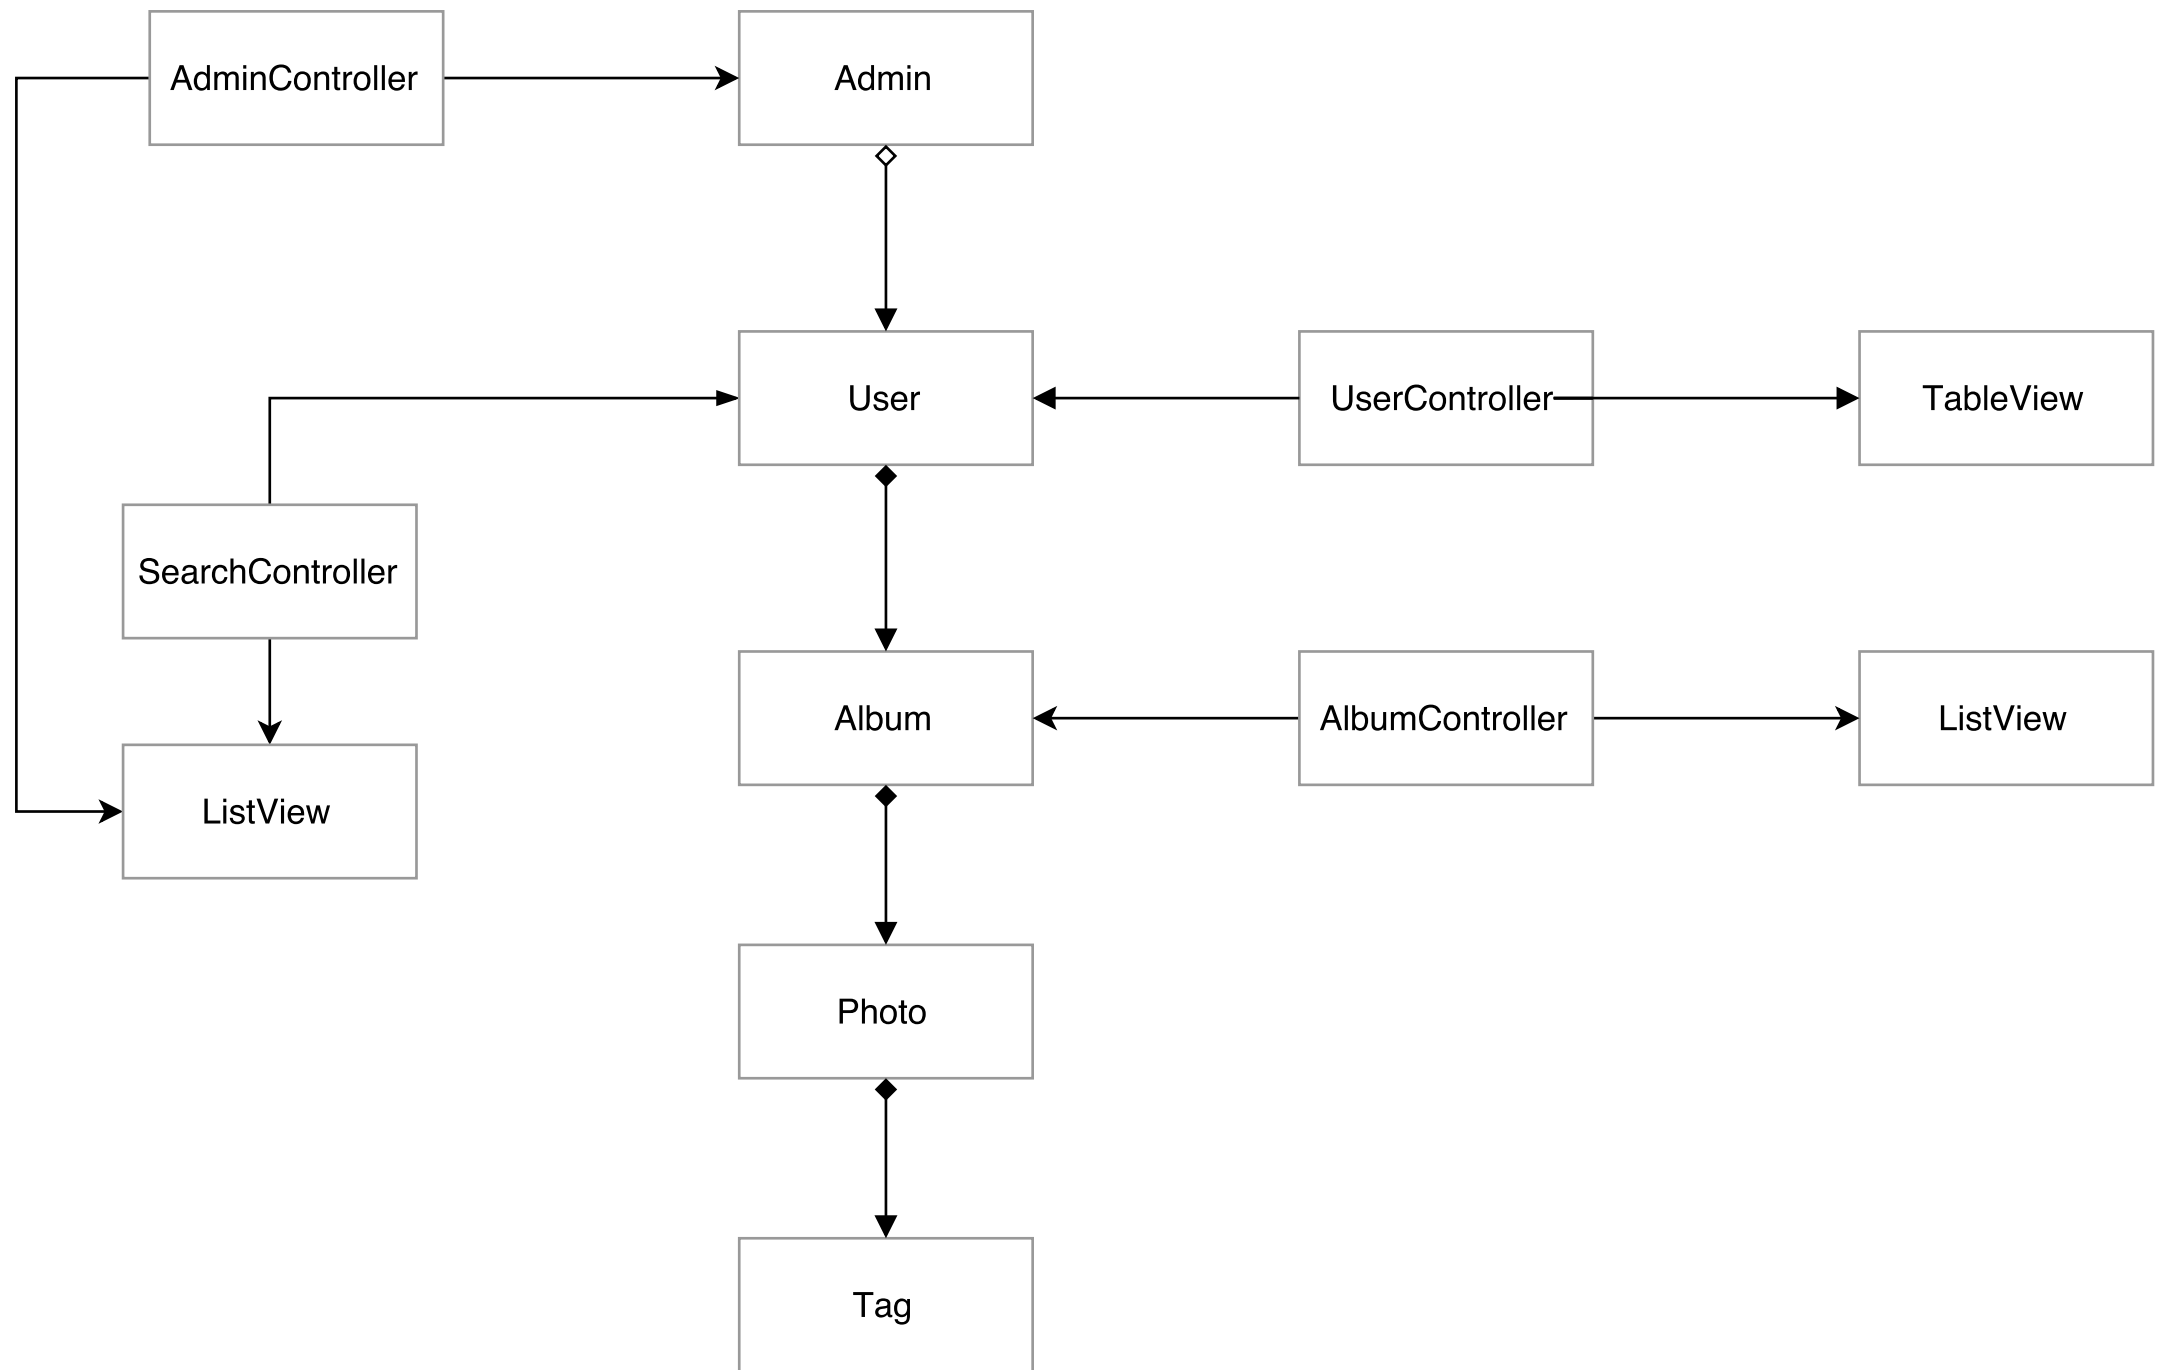 AdminController
Admin
User
UserController
TableView
SearchController
Album
AlbumController
ListView
ListView
Photo
Tag